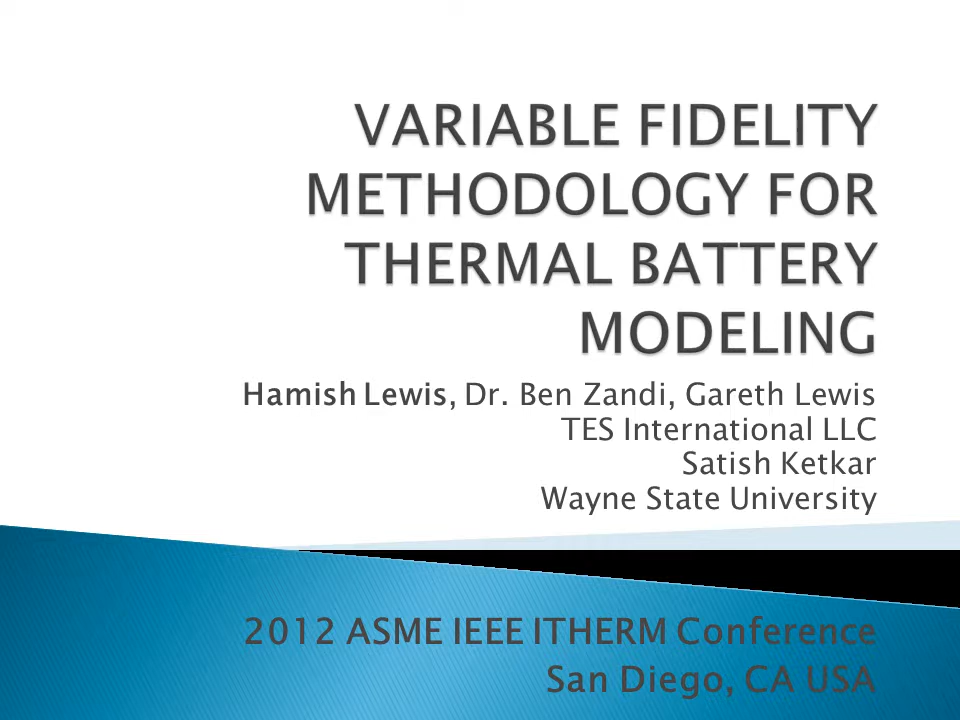 VARIABLE FIDELITY
METHODOLOGY FOR
THERMAL BATTERY
MODELING
Hamish Lewis, Dr. Ben Zandi, Gareth Lewis
TES International LLC
Satish Ketkar
Wayne State University
2012 ASME IEEE ITHERM Conference
San Diego, CA USA